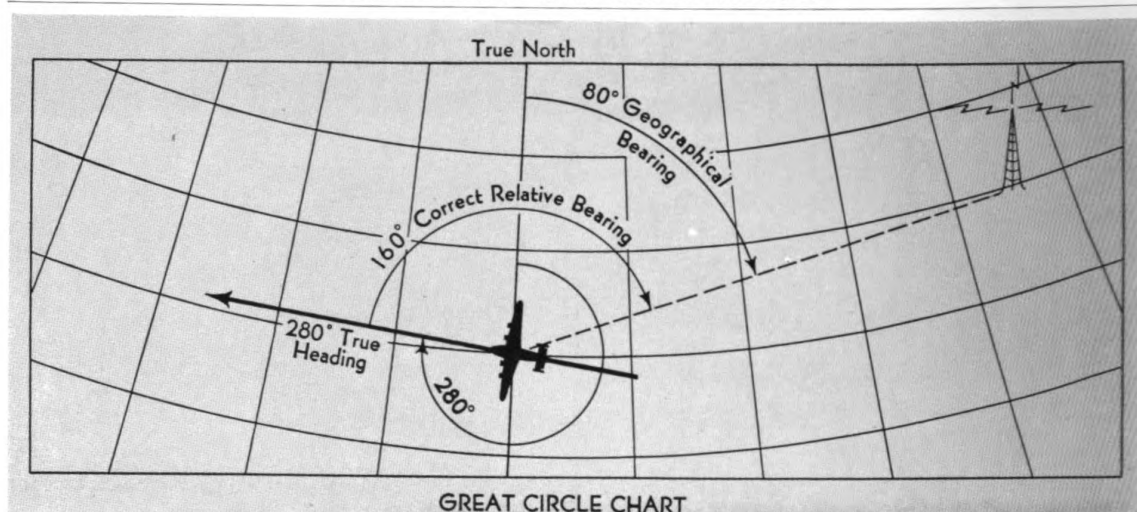 True North
80° Geographical
Bearing
160° Correct Relative Bearing
280° True
Heading
280°
GREAT CIRCLE CHART